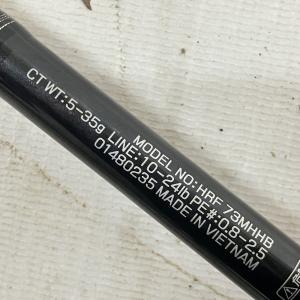 MODEL NO: HRF 73MHHB
CT WT: 5-35g LINE: 10-24lb PE#: 0.8-2.5
01480235 MADE IN VIETNAM